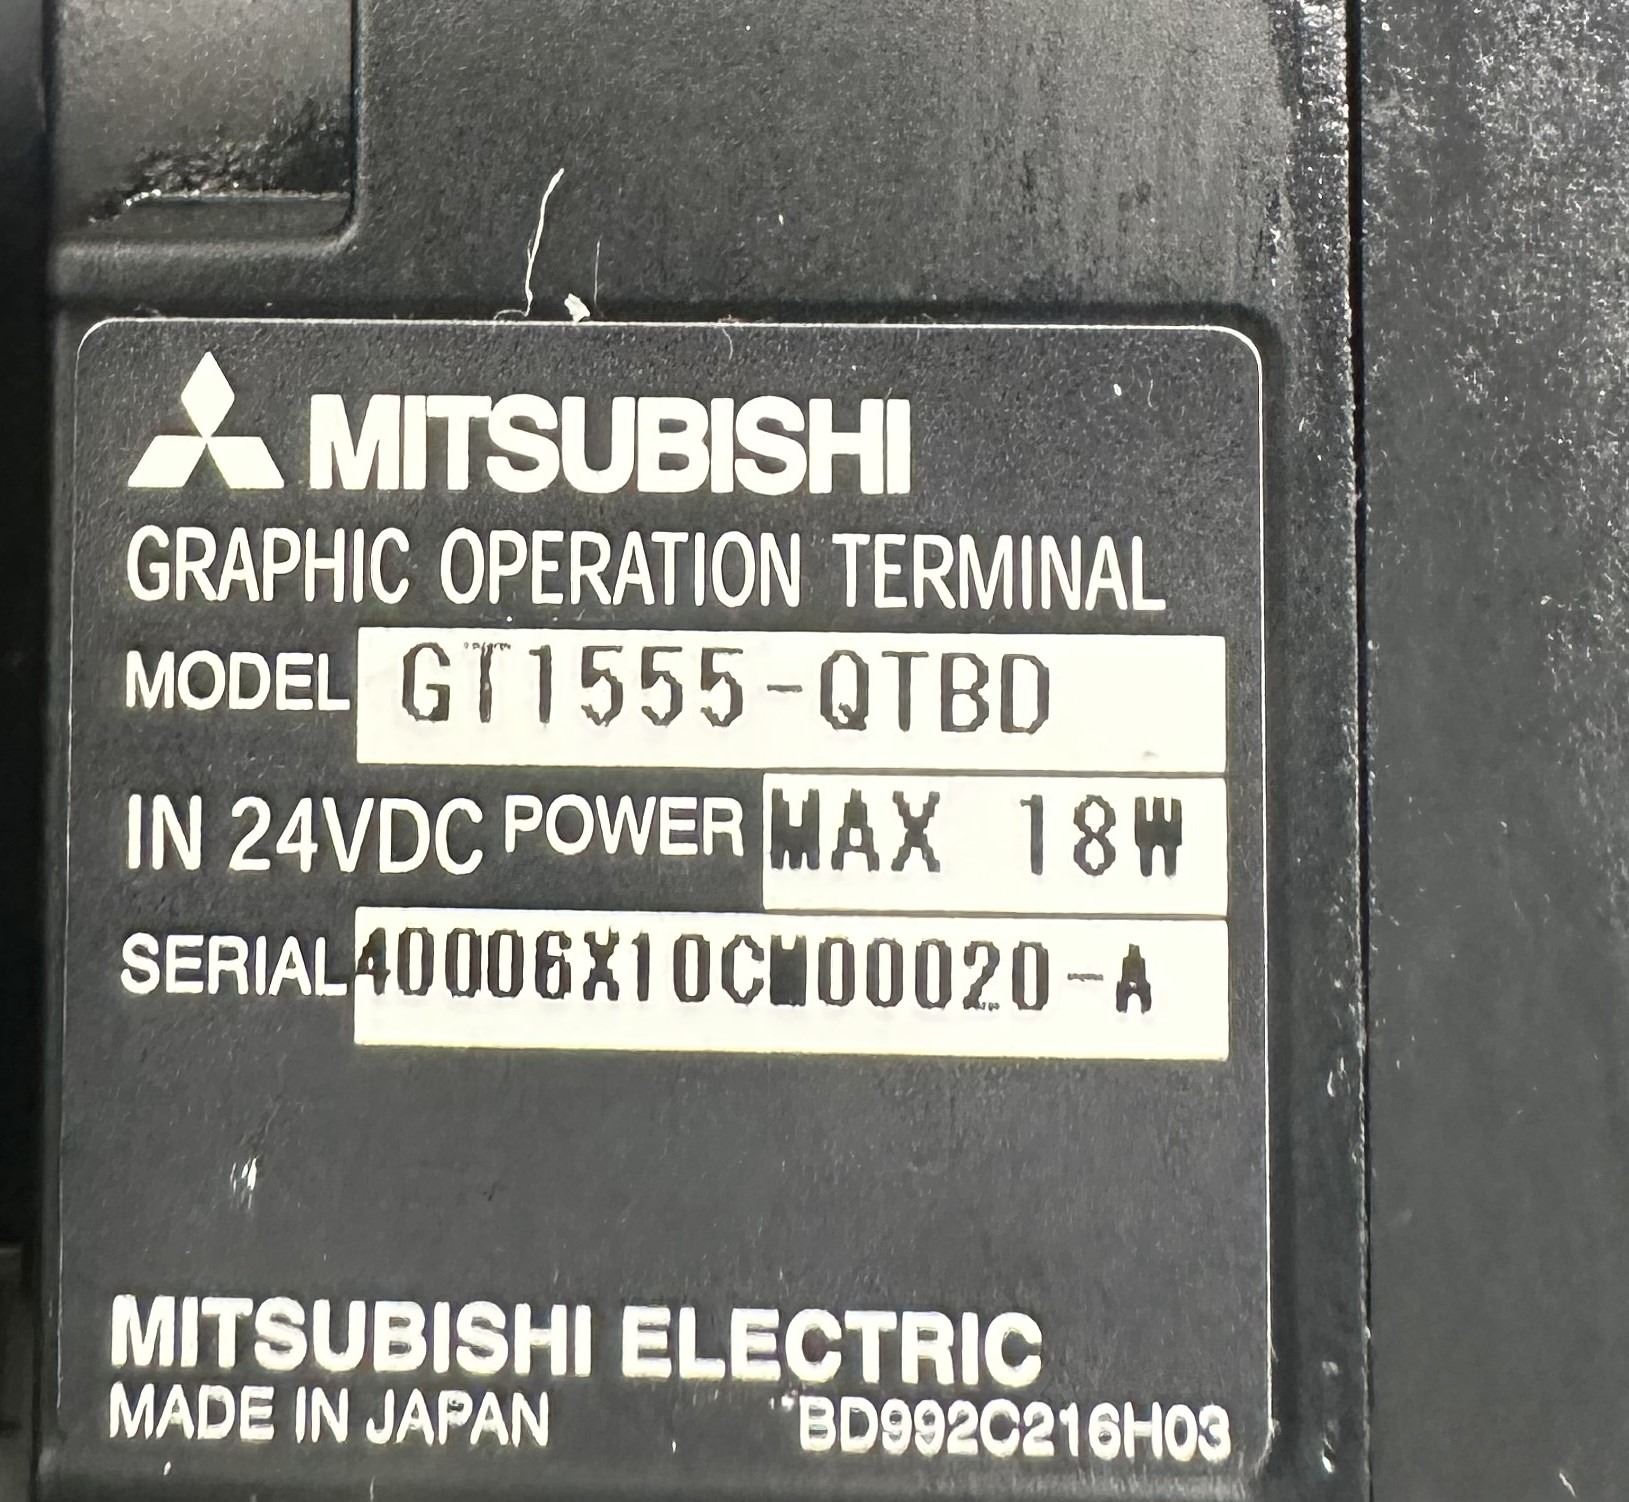 MITSUBISHI
GRAPHIC OPERATION TERMINAL
MODEL GT1555-QTBD
IN 24VDC POWER MAX 18W
SERIAL 40006X10CM00020-A
MITSUBISHI ELECTRIC
MADE IN JAPAN BD992C216H03